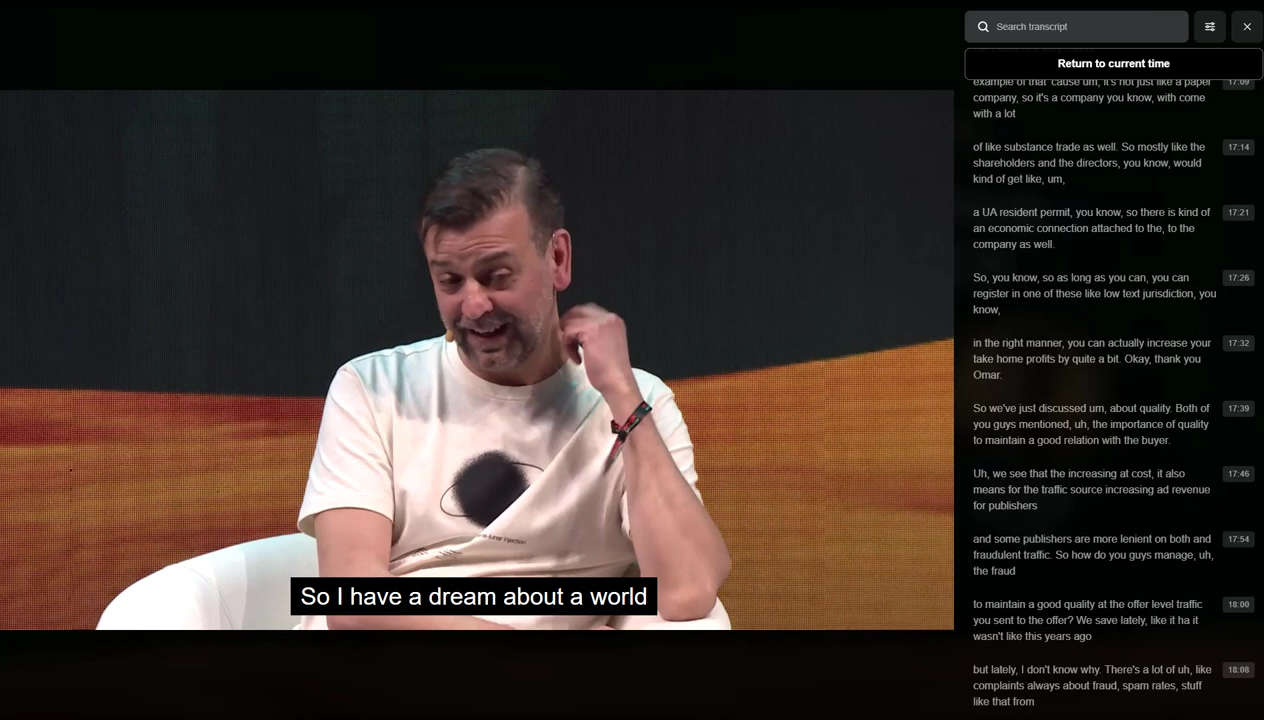 Search transcript
Return to current time
example of that 'cause um, it's not just like a paper
17:09
company, so it's a company you know, with come
with a lot
of like substance trade as well. So mostly like the
17:14
shareholders and the directors, you know, would
kind of get like, um,
a UA resident permit, you know, so there is kind of
17:21
an economic connection attached to the, to the
company as well.
So, you know, so as long as you can, you can
17:26
register in one of these like low text jurisdiction, you
know,
in the right manner, you can actually increase your
17:32
take home profits by quite a bit. Okay, thank you
Omar.
So we've just discussed um, about quality. Both of
17:39
you guys mentioned, uh, the importance of quality
to maintain a good relation with the buyer.
Uh, we see that the increasing at cost, it also
17:46
means for the traffic source increasing ad revenue
for publishers
and some publishers are more lenient on both and
17:54
fraudulent traffic. So how do you guys manage, uh,
the fraud
to maintain a good quality at the offer level traffic
18:00
you sent to the offer? We save lately, like it ha it
wasn't like this years ago
but lately, I don't know why. There's a lot of uh, like
18:08
complaints always about fraud, spam rates, stuff
like that from
So I have a dream about a world